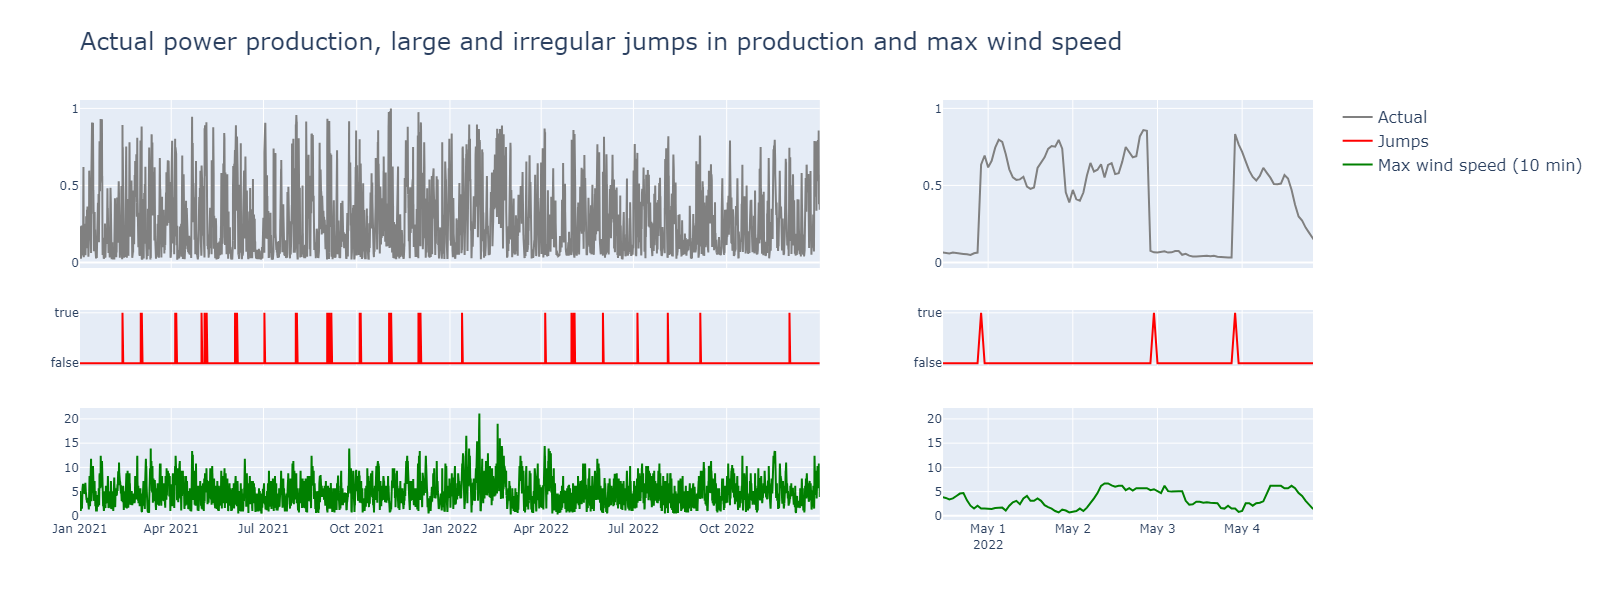 Actual power production, large and irregular jumps in production and max wind speed
1
0.5
0
1
0.5
0
Actual
Jumps
Max wind speed (10 min)
true
false
true
false
20
15
10
5
0
Jan 2021 Apr 2021 Jul 2021 Oct 2021 Jan 2022 Apr 2022 Jul 2022 Oct 2022
20
15
10
5
0
May 1 May 2 May 3 May 4
2022